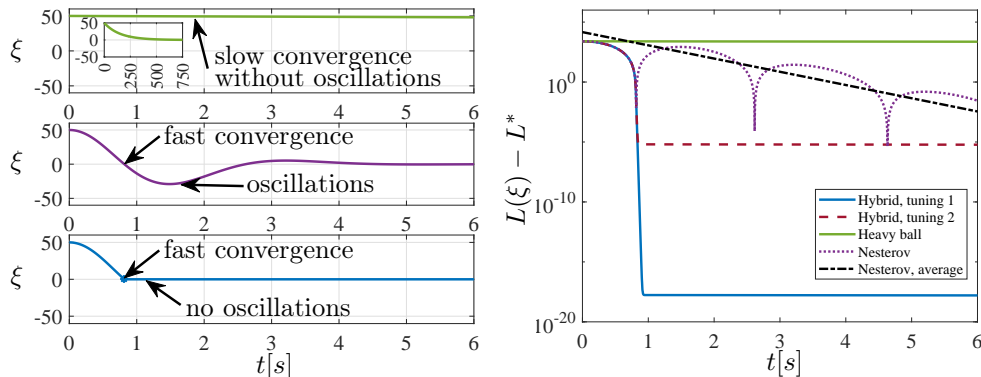 50
0
-50
ξ
50
0
-50
0
250
500
750
slow convergence
without oscillations
0 1 2 3 4 5 6
50
0
-50
ξ
fast convergence
oscillations
0 1 2 3 4 5 6
50
0
-50
ξ
fast convergence
no oscillations
0 1 2 3 4 5 6
t[s]
L(ξ) − L*
10^0
10^-10
10^-20
Hybrid, tuning 1
Hybrid, tuning 2
Heavy ball
Nesterov
Nesterov, average
0 1 2 3 4 5 6
t[s]